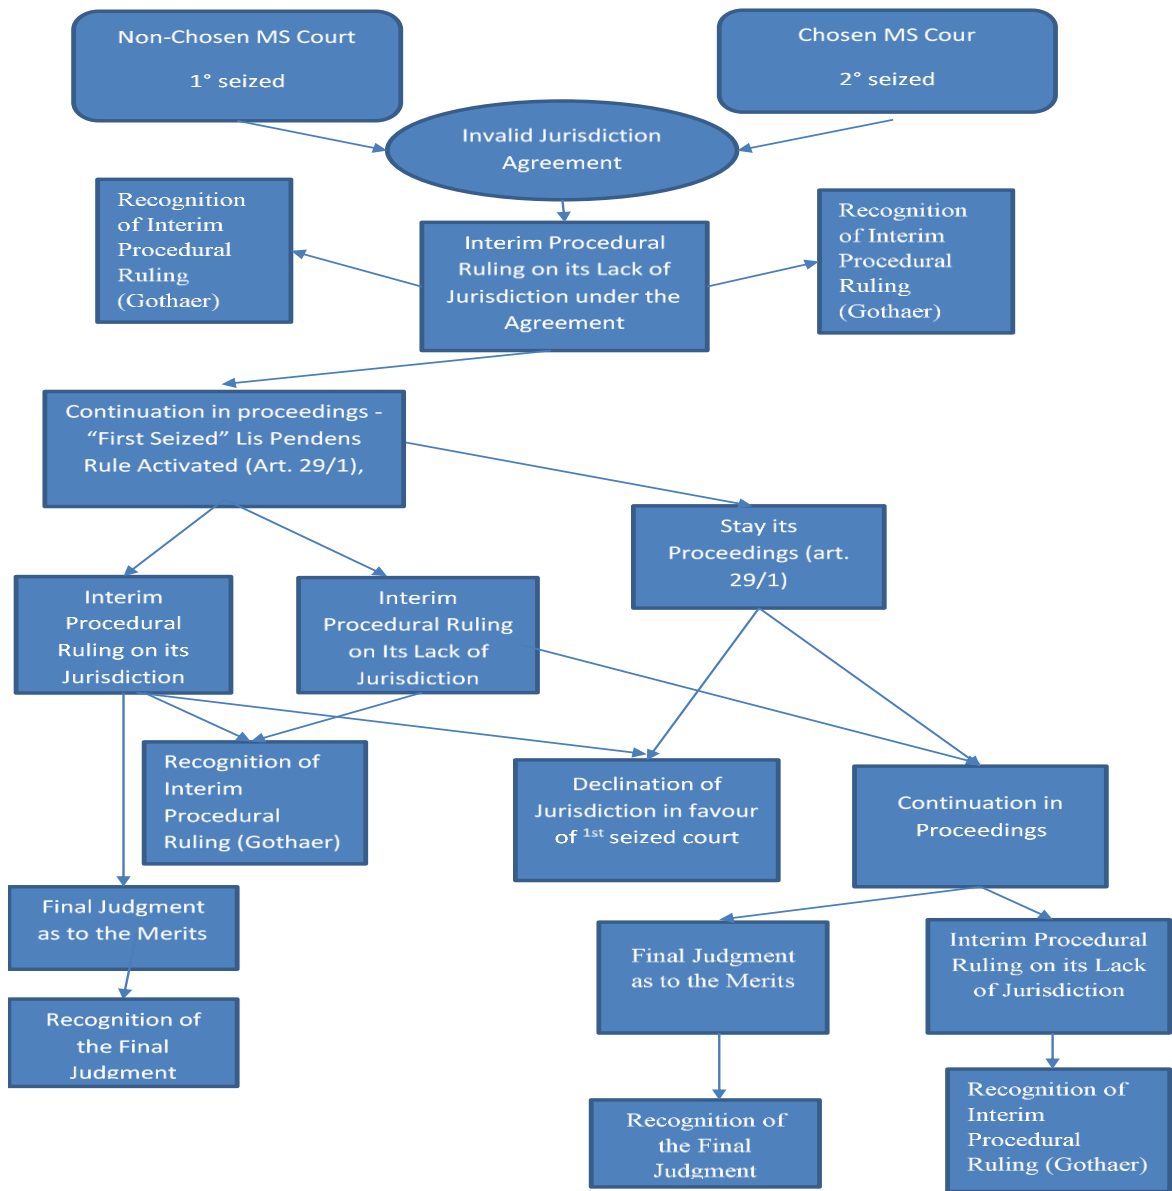 Non-Chosen MS Court
1° seized
Chosen MS Cour
2° seized
Invalid Jurisdiction
Agreement
Recognition
of Interim
Procedural
Ruling
(Gothaer)
Interim Procedural
Ruling on its Lack of
Jurisdiction under the
Agreement
Recognition
of Interim
Procedural
Ruling
(Gothaer)
Continuation in proceedings -
“First Seized” Lis Pendens
Rule Activated (Art. 29/1),
Stay its
Proceedings (art.
29/1)
Interim
Procedural
Ruling on its
Jurisdiction
Interim
Procedural Ruling
on Its Lack of
Jurisdiction
Recognition of
Interim
Procedural
Ruling (Gothaer)
Declination of
Jurisdiction in favour
of 1st seized court
Continuation in
Proceedings
Final Judgment
as to the Merits
Final Judgment
as to the Merits
Interim Procedural
Ruling on its Lack
of Jurisdiction
Recognition of
the Final
Judgment
Recognition of
the Final
Judgment
Recognition of
Interim
Procedural
Ruling (Gothaer)